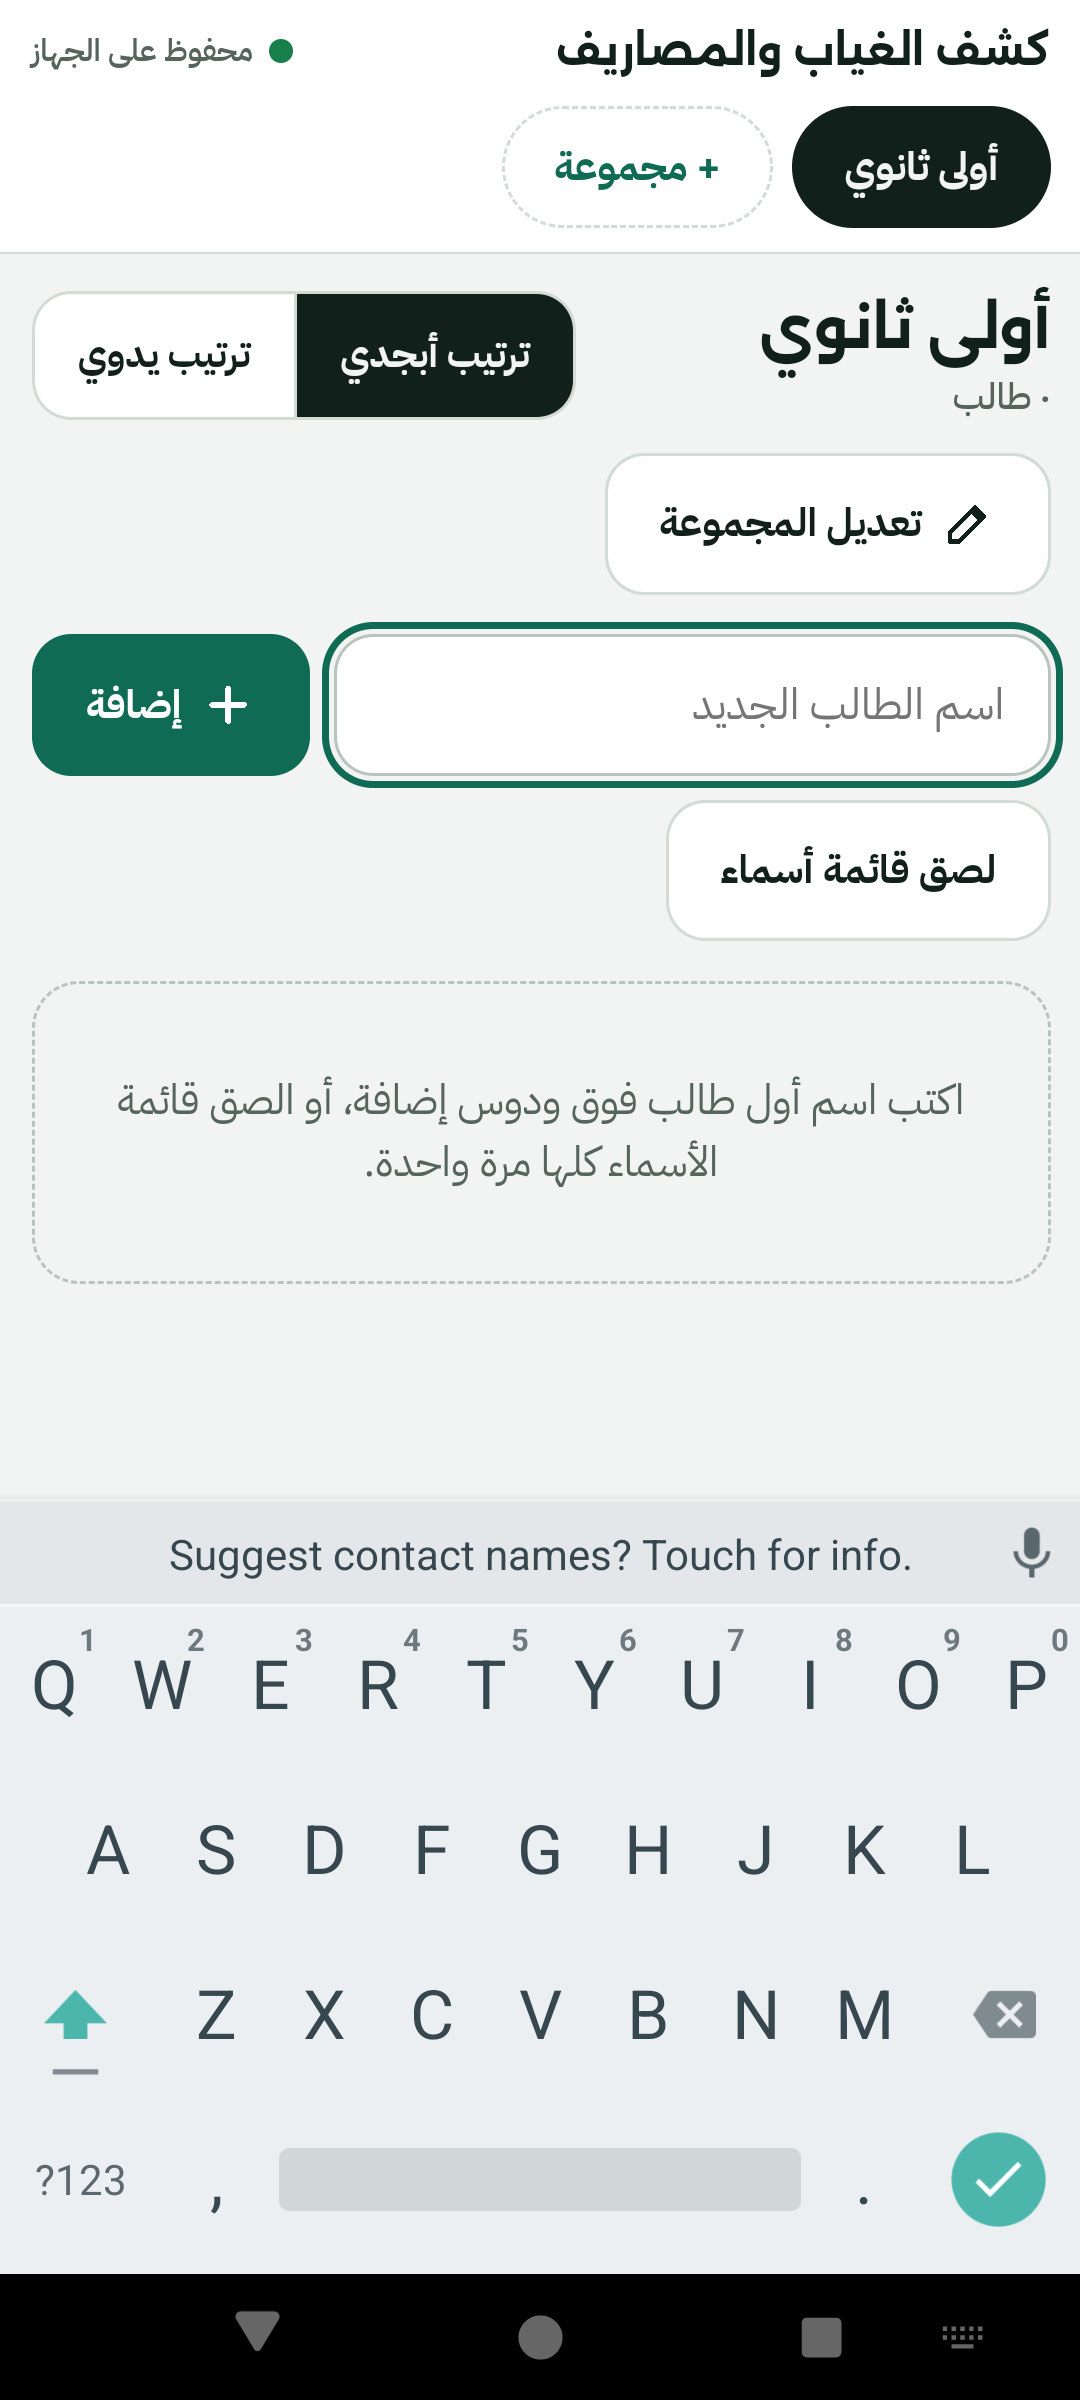 كشف الغياب والمصاريف
محفوظ على الجهاز
أولى ثانوي
+ مجموعة
أولى ثانوي
٠ طالب
ترتيب أبجدي
ترتيب يدوي
تعديل المجموعة
اسم الطالب الجديد
إضافة
لصق قائمة أسماء
اكتب اسم أول طالب فوق ودوس إضافة، أو الصق قائمة
الأسماء كلها مرة واحدة.
Suggest contact names? Touch for info.
1 2 3 4 5 6 7 8 9 0
Q W E R T Y U I O P
A S D F G H J K L
Z X C V B N M
?123 , .